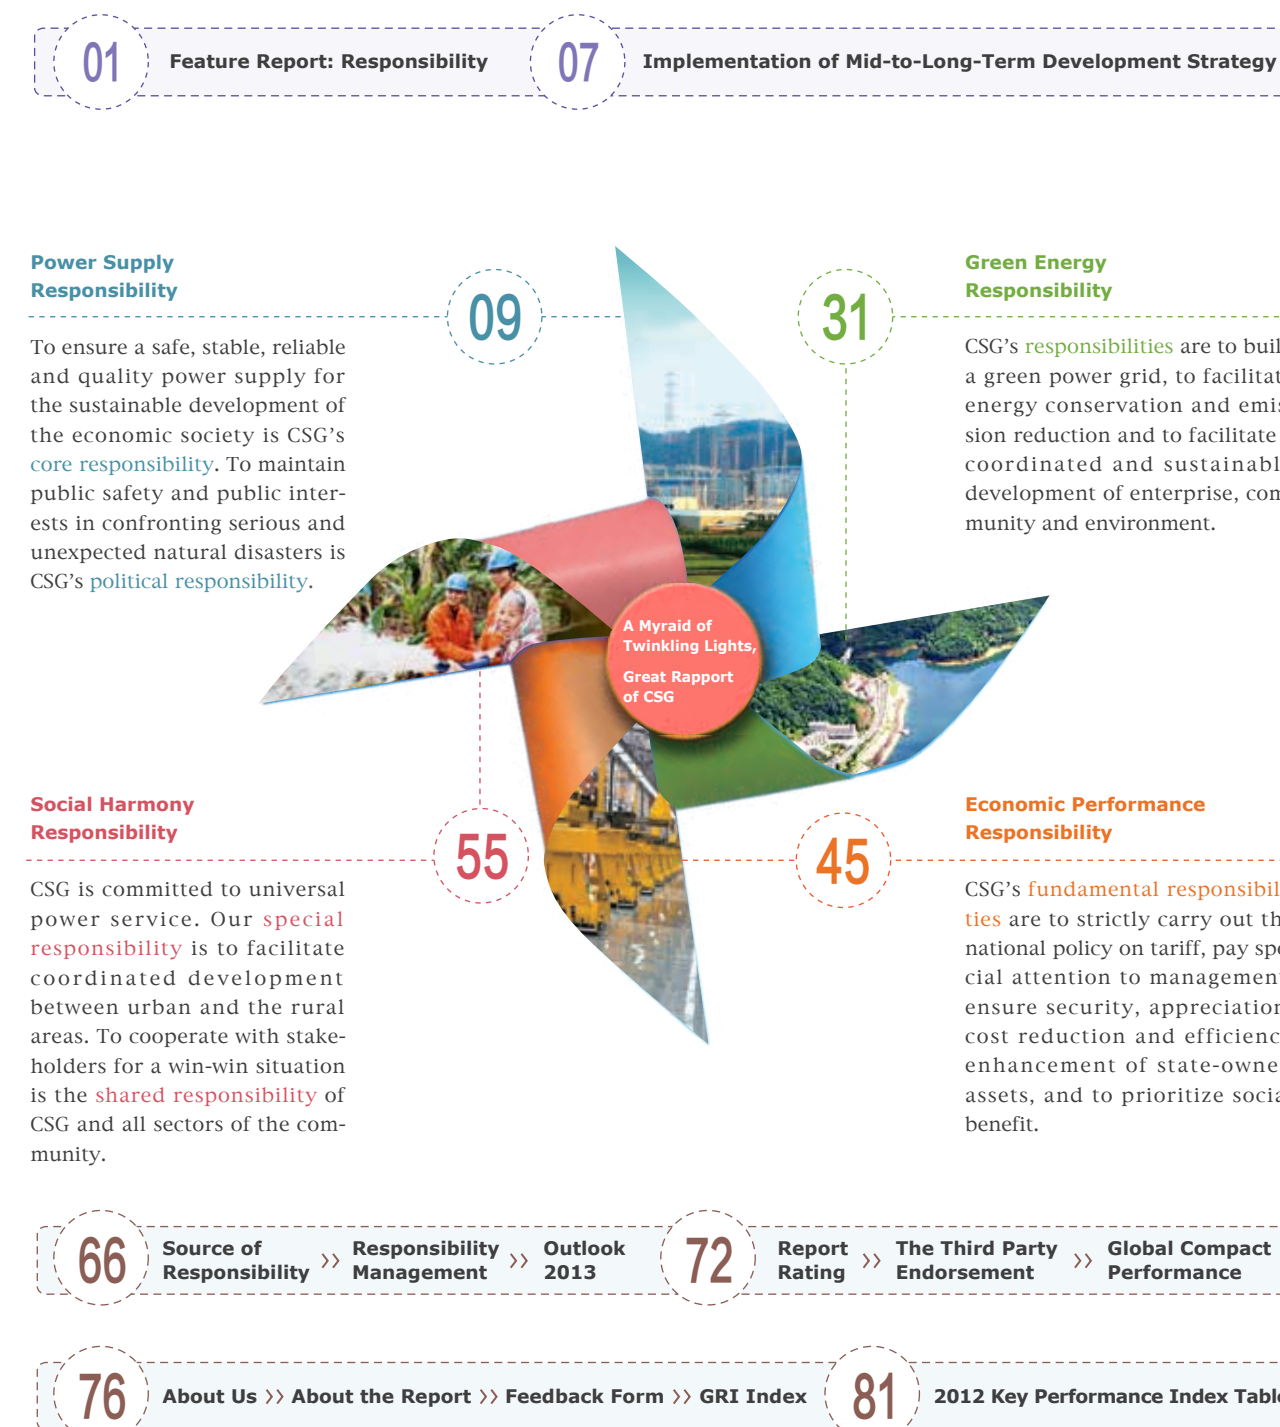 01
Feature Report: Responsibility
07
Implementation of Mid-to-Long-Term Development Strategy
Power Supply
Responsibility
09
To ensure a safe, stable, reliable
and quality power supply for
the sustainable development of
the economic society is CSG’s
core responsibility. To maintain
public safety and public inter-
ests in confronting serious and
unexpected natural disasters is
CSG’s political responsibility.
31
Green Energy
Responsibility
CSG’s responsibilities are to buil
a green power grid, to facilitat
energy conservation and emis
sion reduction and to facilitate
coordinated and sustainabl
development of enterprise, com
munity and environment.
A Myraid of
Twinkling Lights,
Great Rapport
of CSG
Social Harmony
Responsibility
55
CSG is committed to universal
power service. Our special
responsibility is to facilitate
coordinated development
between urban and the rural
areas. To cooperate with stake-
holders for a win-win situation
is the shared responsibility of
CSG and all sectors of the com-
munity.
45
Economic Performance
Responsibility
CSG’s fundamental responsibil
ties are to strictly carry out th
national policy on tariff, pay spe
cial attention to management
ensure security, appreciation
cost reduction and efficienc
enhancement of state-owne
assets, and to prioritize socia
benefit.
66
Source of
Responsibility
>>
Responsibility
Management
>>
Outlook
2013
72
Report
Rating
>>
The Third Party
Endorsement
>>
Global Compact
Performance
76
About Us >> About the Report >> Feedback Form >> GRI Index
81
2012 Key Performance Index Tabl